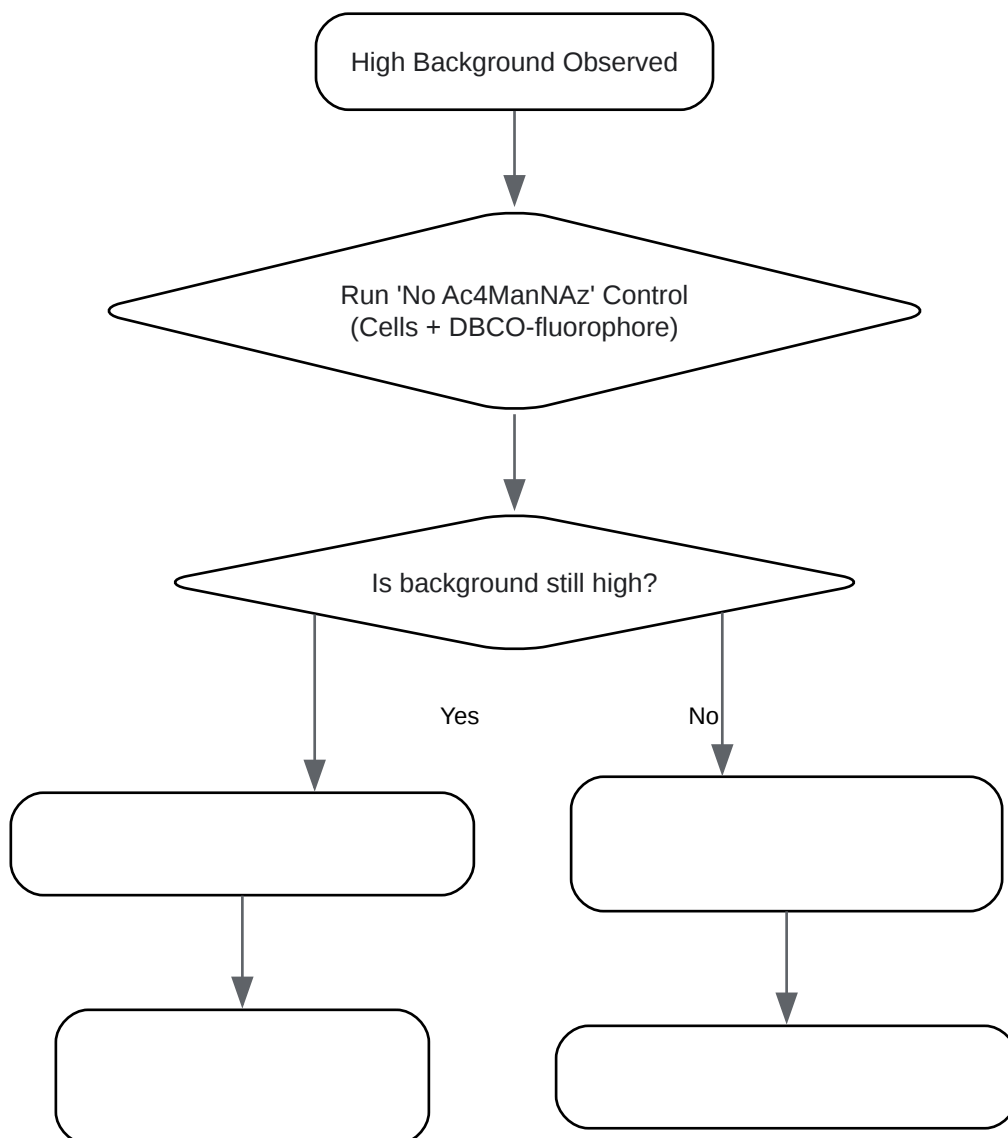 High Background Observed
Run 'No Ac4ManNAz' Control
(Cells + DBCO-fluorophore)
Is background still high?
Yes
No